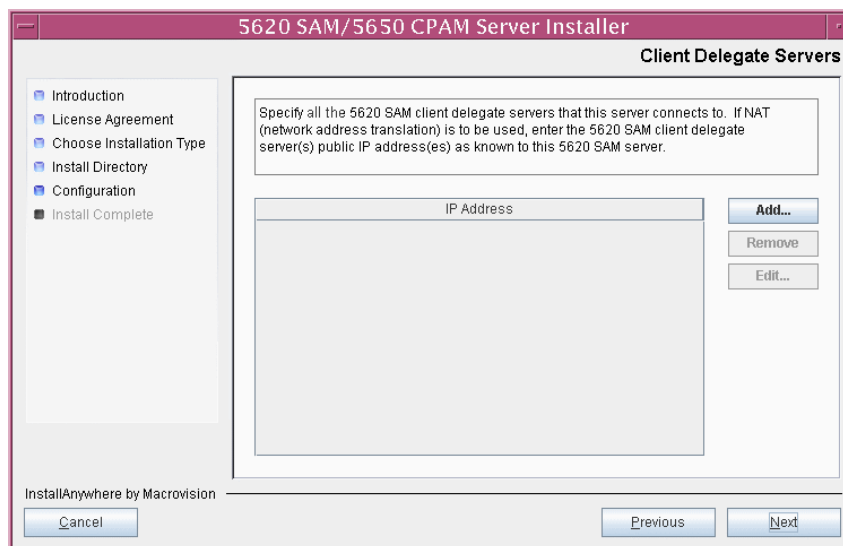 5620 SAM/5650 CPAM Server Installer
Client Delegate Servers
Introduction
License Agreement
Choose Installation Type
Install Directory
Configuration
Install Complete
Specify all the 5620 SAM client delegate servers that this server connects to. If NAT
(network address translation) is to be used, enter the 5620 SAM client delegate
server(s) public IP address(es) as known to this 5620 SAM server.
IP Address
Add...
Remove
Edit...
InstallAnywhere by Macrovision
Cancel
Previous
Next